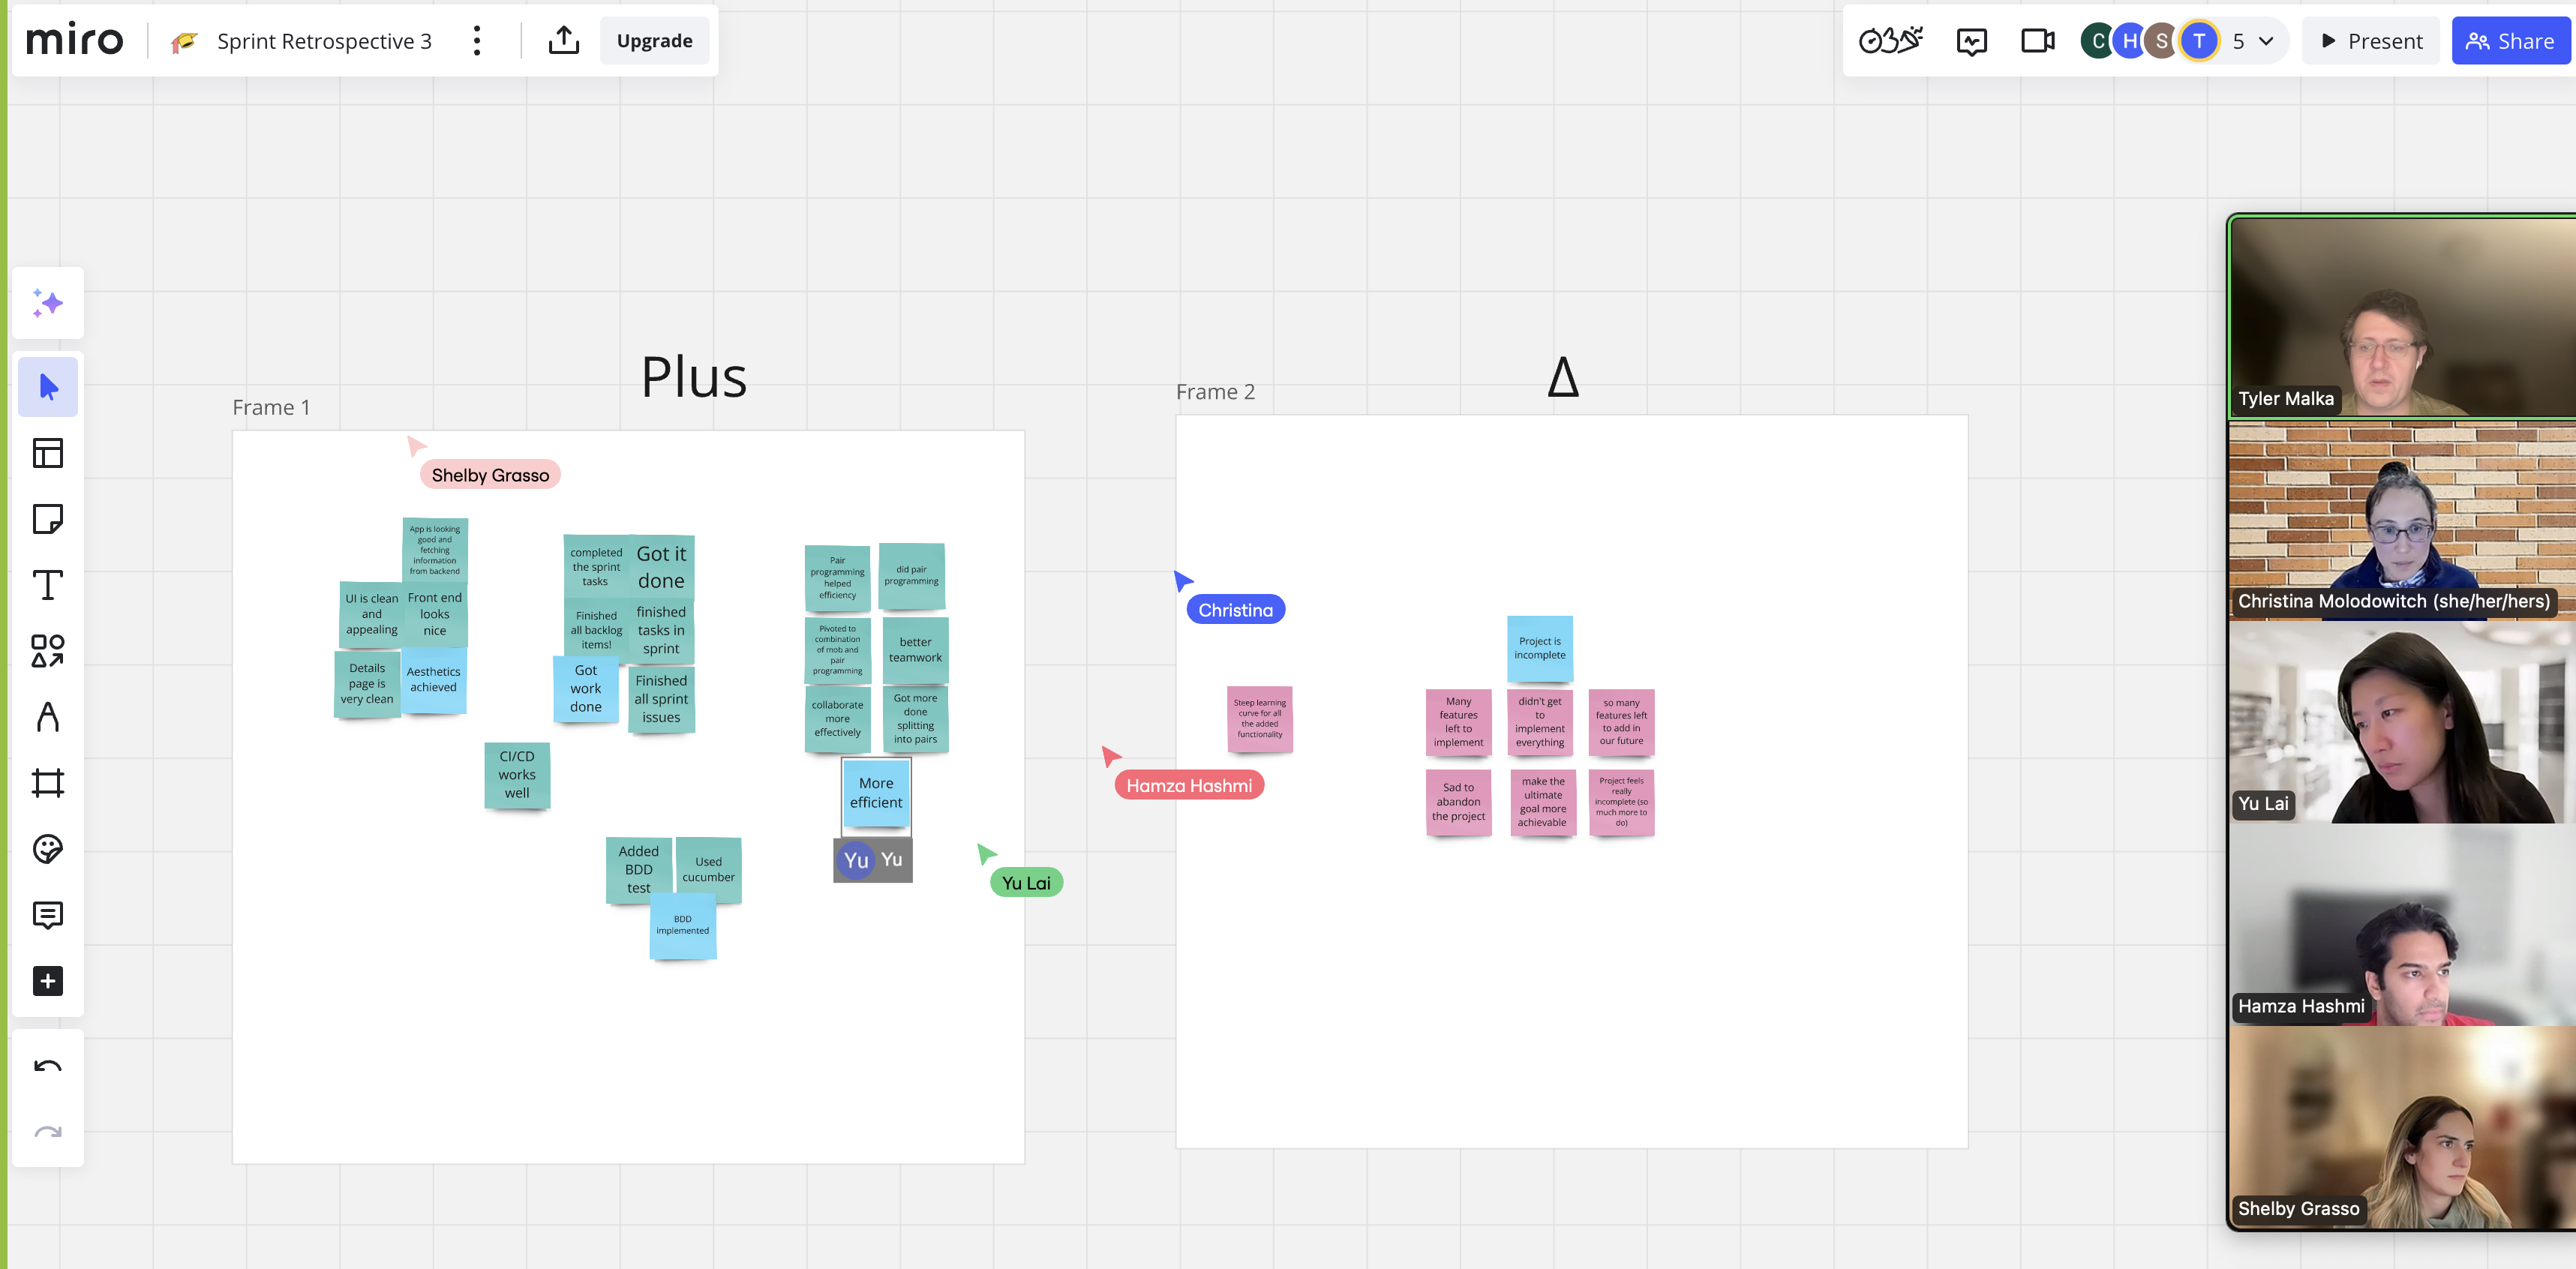 miro
Sprint Retrospective 3
Upgrade
C
H
S
T
5
Present
Share
Plus
Δ
Frame 1
Frame 2
Shelby Grasso
App is looking
good and
fetching
information
from backend
UI is clean
and
appealing
Front end
looks
nice
Details
page is
very clean
Aesthetics
achieved
completed
the sprint
tasks
Got it
done
Finished
all backlog
items!
finished
tasks in
sprint
Got
work
done
Finished
all sprint
issues
CI/CD
works
well
Added
BDD
test
Used
cucumber
BDD
implemented
Pair
programming
helped
efficiency
did pair
programming
Pivoted to
combination
of mob and
pair
programming
better
teamwork
collaborate
more
effectively
Got more
done
splitting
into pairs
More
efficient
Yu
Yu
Yu Lai
Christina
Hamza Hashmi
Steep learning
curve for all
the added
functionality
Project is
incomplete
Many
features
left to
implement
didn't get
to
implement
everything
so many
features left
to add in
our future
Sad to
abandon
the project
make the
ultimate
goal more
achievable
Project feels
really
incomplete (so
much more to
do)
Tyler Malka
Christina Molodowitch (she/her/hers)
Yu Lai
Hamza Hashmi
Shelby Grasso